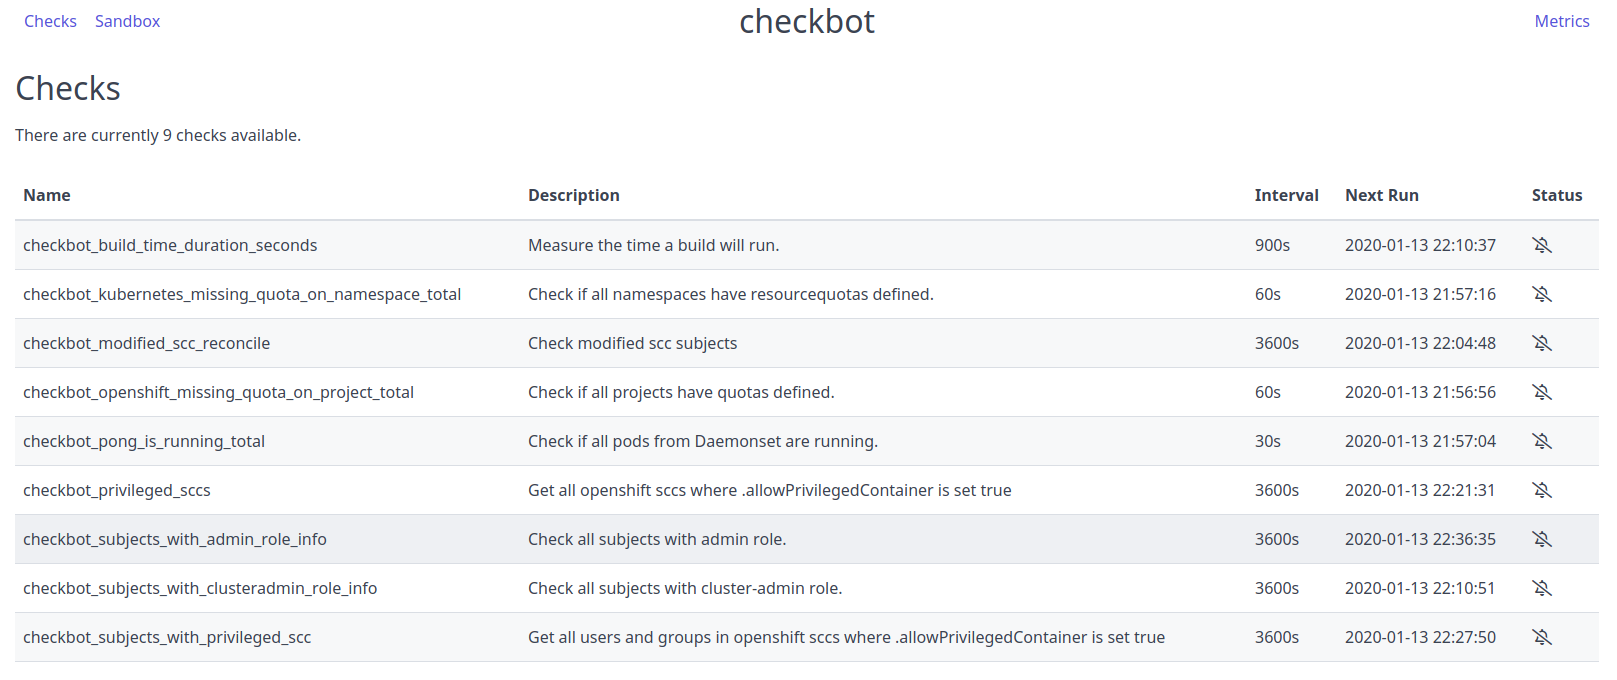 Checks Sandbox checkbot Metrics
Checks
There are currently 9 checks available.
Name Description Interval Next Run Status
checkbot_build_time_duration_seconds Measure the time a build will run. 900s 2020-01-13 22:10:37
checkbot_kubernetes_missing_quota_on_namespace_total Check if all namespaces have resourcequotas defined. 60s 2020-01-13 21:57:16
checkbot_modified_scc_reconcile Check modified scc subjects 3600s 2020-01-13 22:04:48
checkbot_openshift_missing_quota_on_project_total Check if all projects have quotas defined. 60s 2020-01-13 21:56:56
checkbot_pong_is_running_total Check if all pods from Daemonset are running. 30s 2020-01-13 21:57:04
checkbot_privileged_sccs Get all openshift sccs where .allowPrivilegedContainer is set true 3600s 2020-01-13 22:21:31
checkbot_subjects_with_admin_role_info Check all subjects with admin role. 3600s 2020-01-13 22:36:35
checkbot_subjects_with_clusteradmin_role_info Check all subjects with cluster-admin role. 3600s 2020-01-13 22:10:51
checkbot_subjects_with_privileged_scc Get all users and groups in openshift sccs where .allowPrivilegedContainer is set true 3600s 2020-01-13 22:27:50